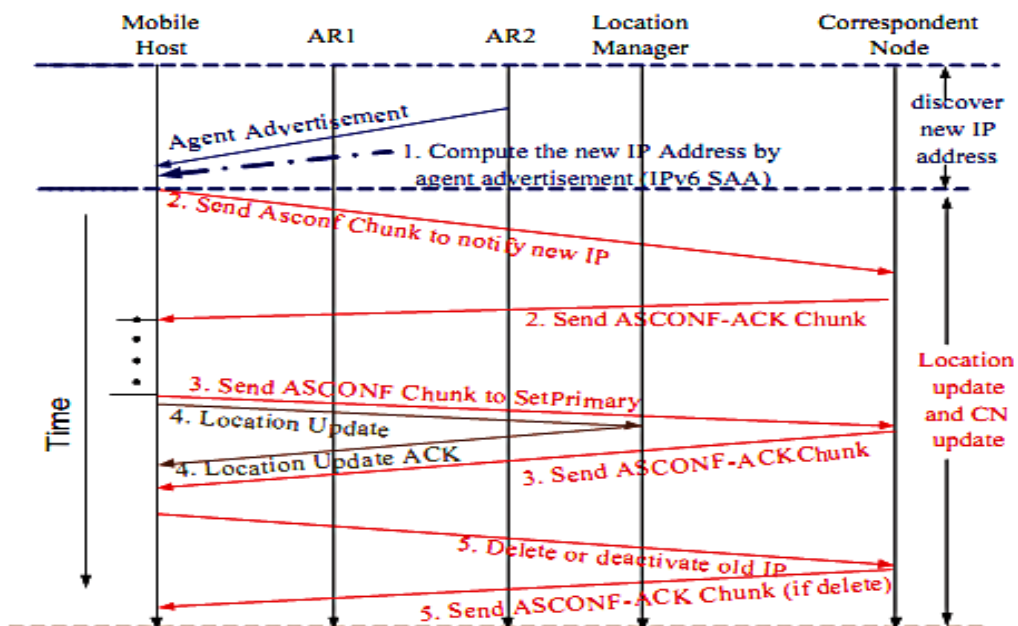 Mobile
Host
AR1
AR2
Location
Manager
Correspondent
Node
Agent Advertisement
discover
new IP
address
1. Compute the new IP Address by
agent advertisement (IPv6 SAA)
2. Send Asconf Chunk to notify new IP
2. Send ASCONF-ACK Chunk
3. Send ASCONF Chunk to SetPrimary
4. Location Update
4. Location Update ACK
3. Send ASCONF-ACK Chunk
Location
update
and CN
update
Time
5. Delete or deactivate old IP
5. Send ASCONF-ACK Chunk (if delete)